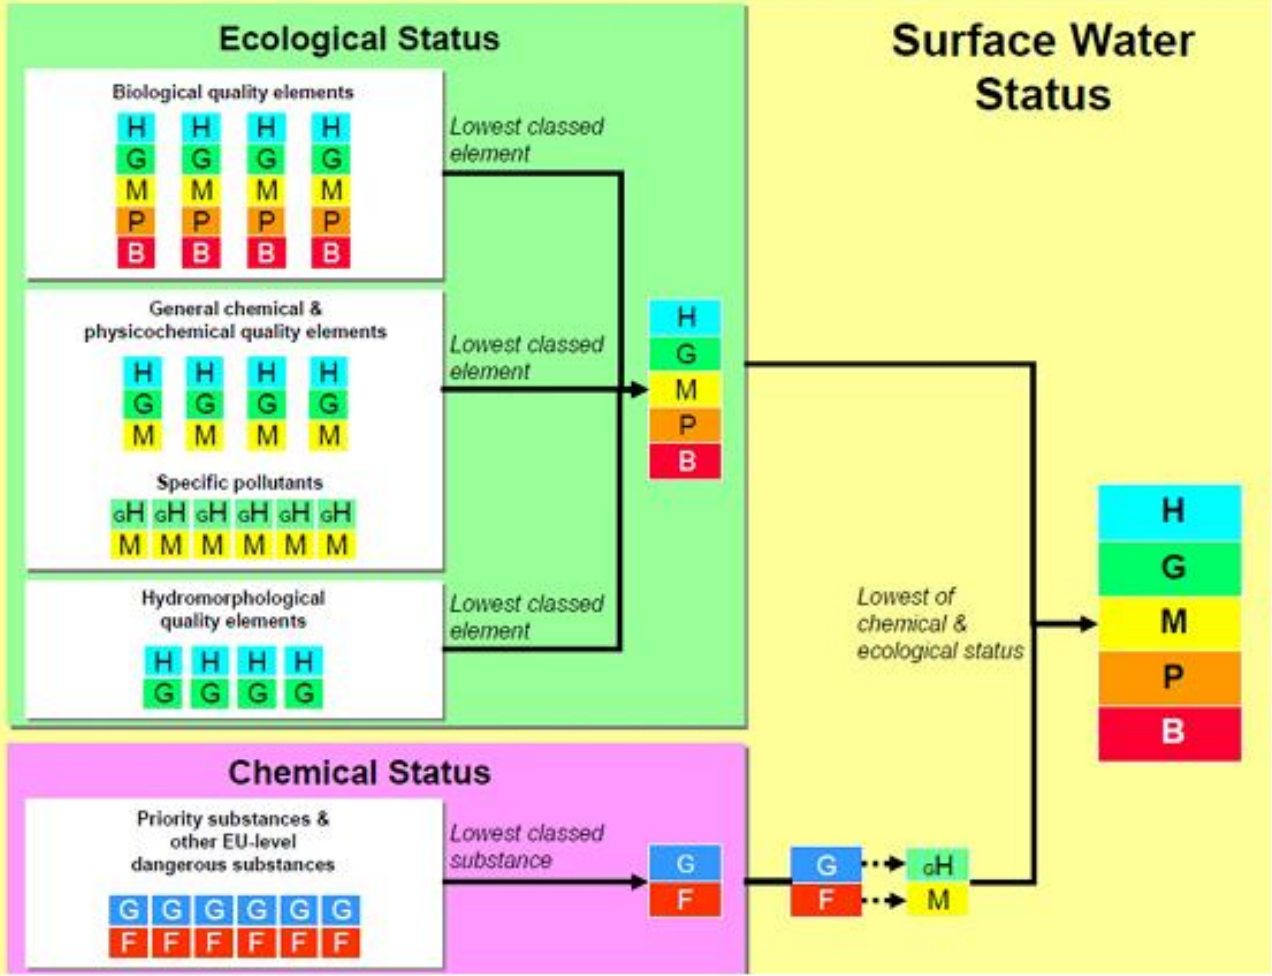 Ecological Status
Surface Water
Status
Biological quality elements
H H H H
G G G G
M M M M
P P P P
B B B B
Lowest classed
element
General chemical &
physicochemical quality elements
H H H H
G G G G
M M M M
Specific pollutants
GH GH GH GH GH GH
M M M M M M
Lowest classed
element
Hydromorphological
quality elements
H H H H
G G G G
Lowest classed
element
H
G
M
P
B
Lowest of
chemical &
ecological status
H
G
M
P
B
Chemical Status
Priority substances &
other EU-level
dangerous substances
G G G G G G
F F F F F F
Lowest classed
substance
G
F
G
F
GH
M